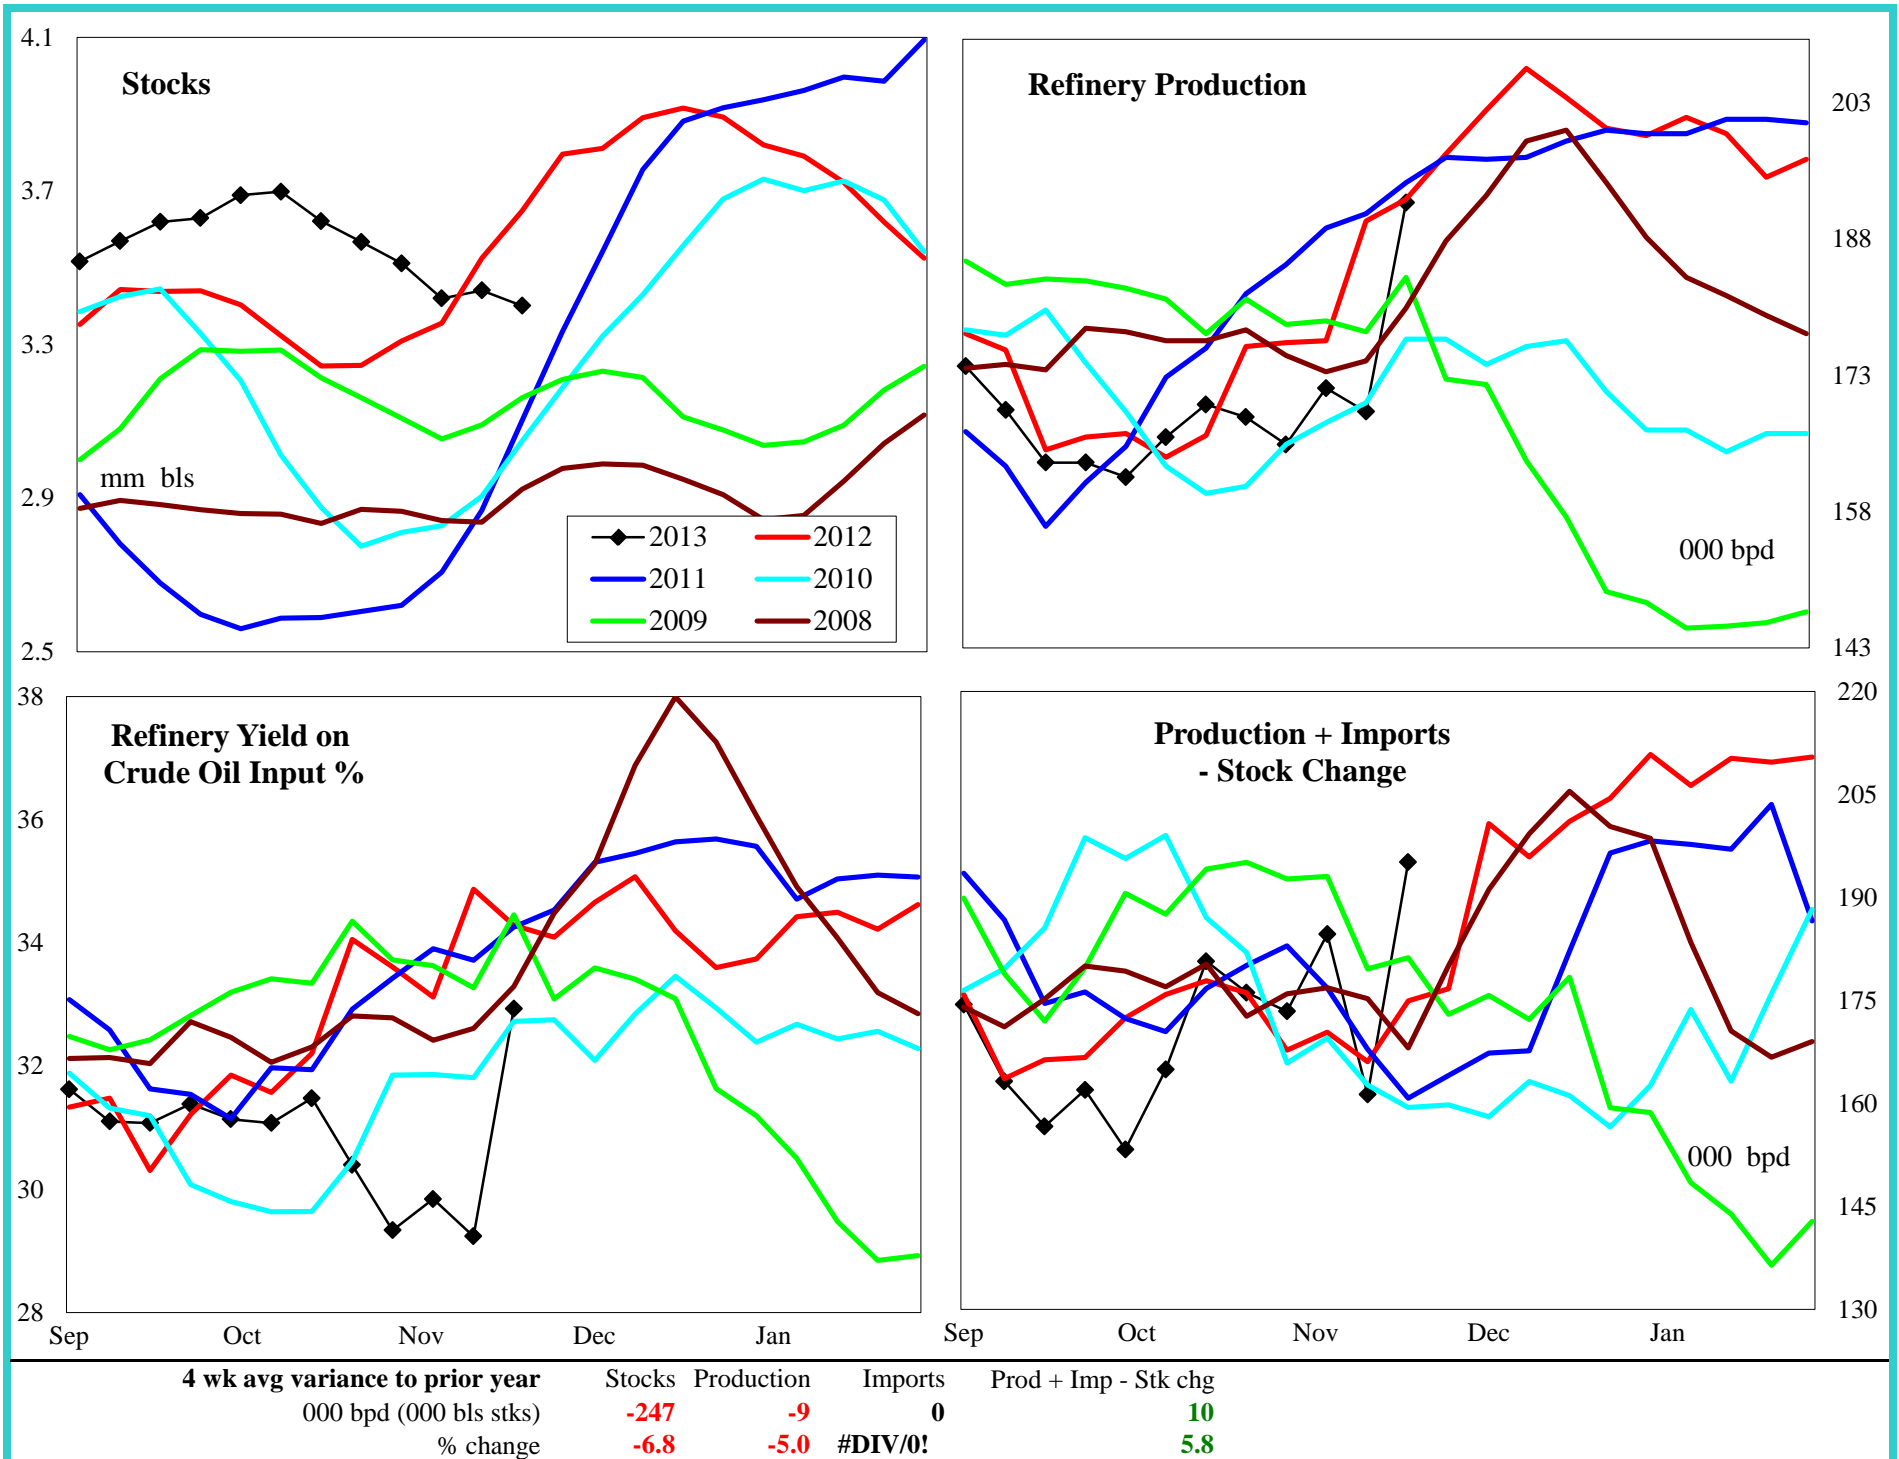 Stocks
4.1
3.7
3.3
2.9
2.5
mm bls
2013
2012
2011
2010
2009
2008
Refinery Production
203
188
173
158
143
000 bpd
Refinery Yield on
Crude Oil Input %
38
36
34
32
30
28
Sep Oct Nov Dec Jan
Production + Imports
- Stock Change
220
205
190
175
160
145
130
000 bpd
Sep Oct Nov Dec Jan
4 wk avg variance to prior year Stocks Production Imports Prod + Imp - Stk chg
000 bpd (000 bls stks) -247 -9 0 10
% change -6.8 -5.0 #DIV/0! 5.8